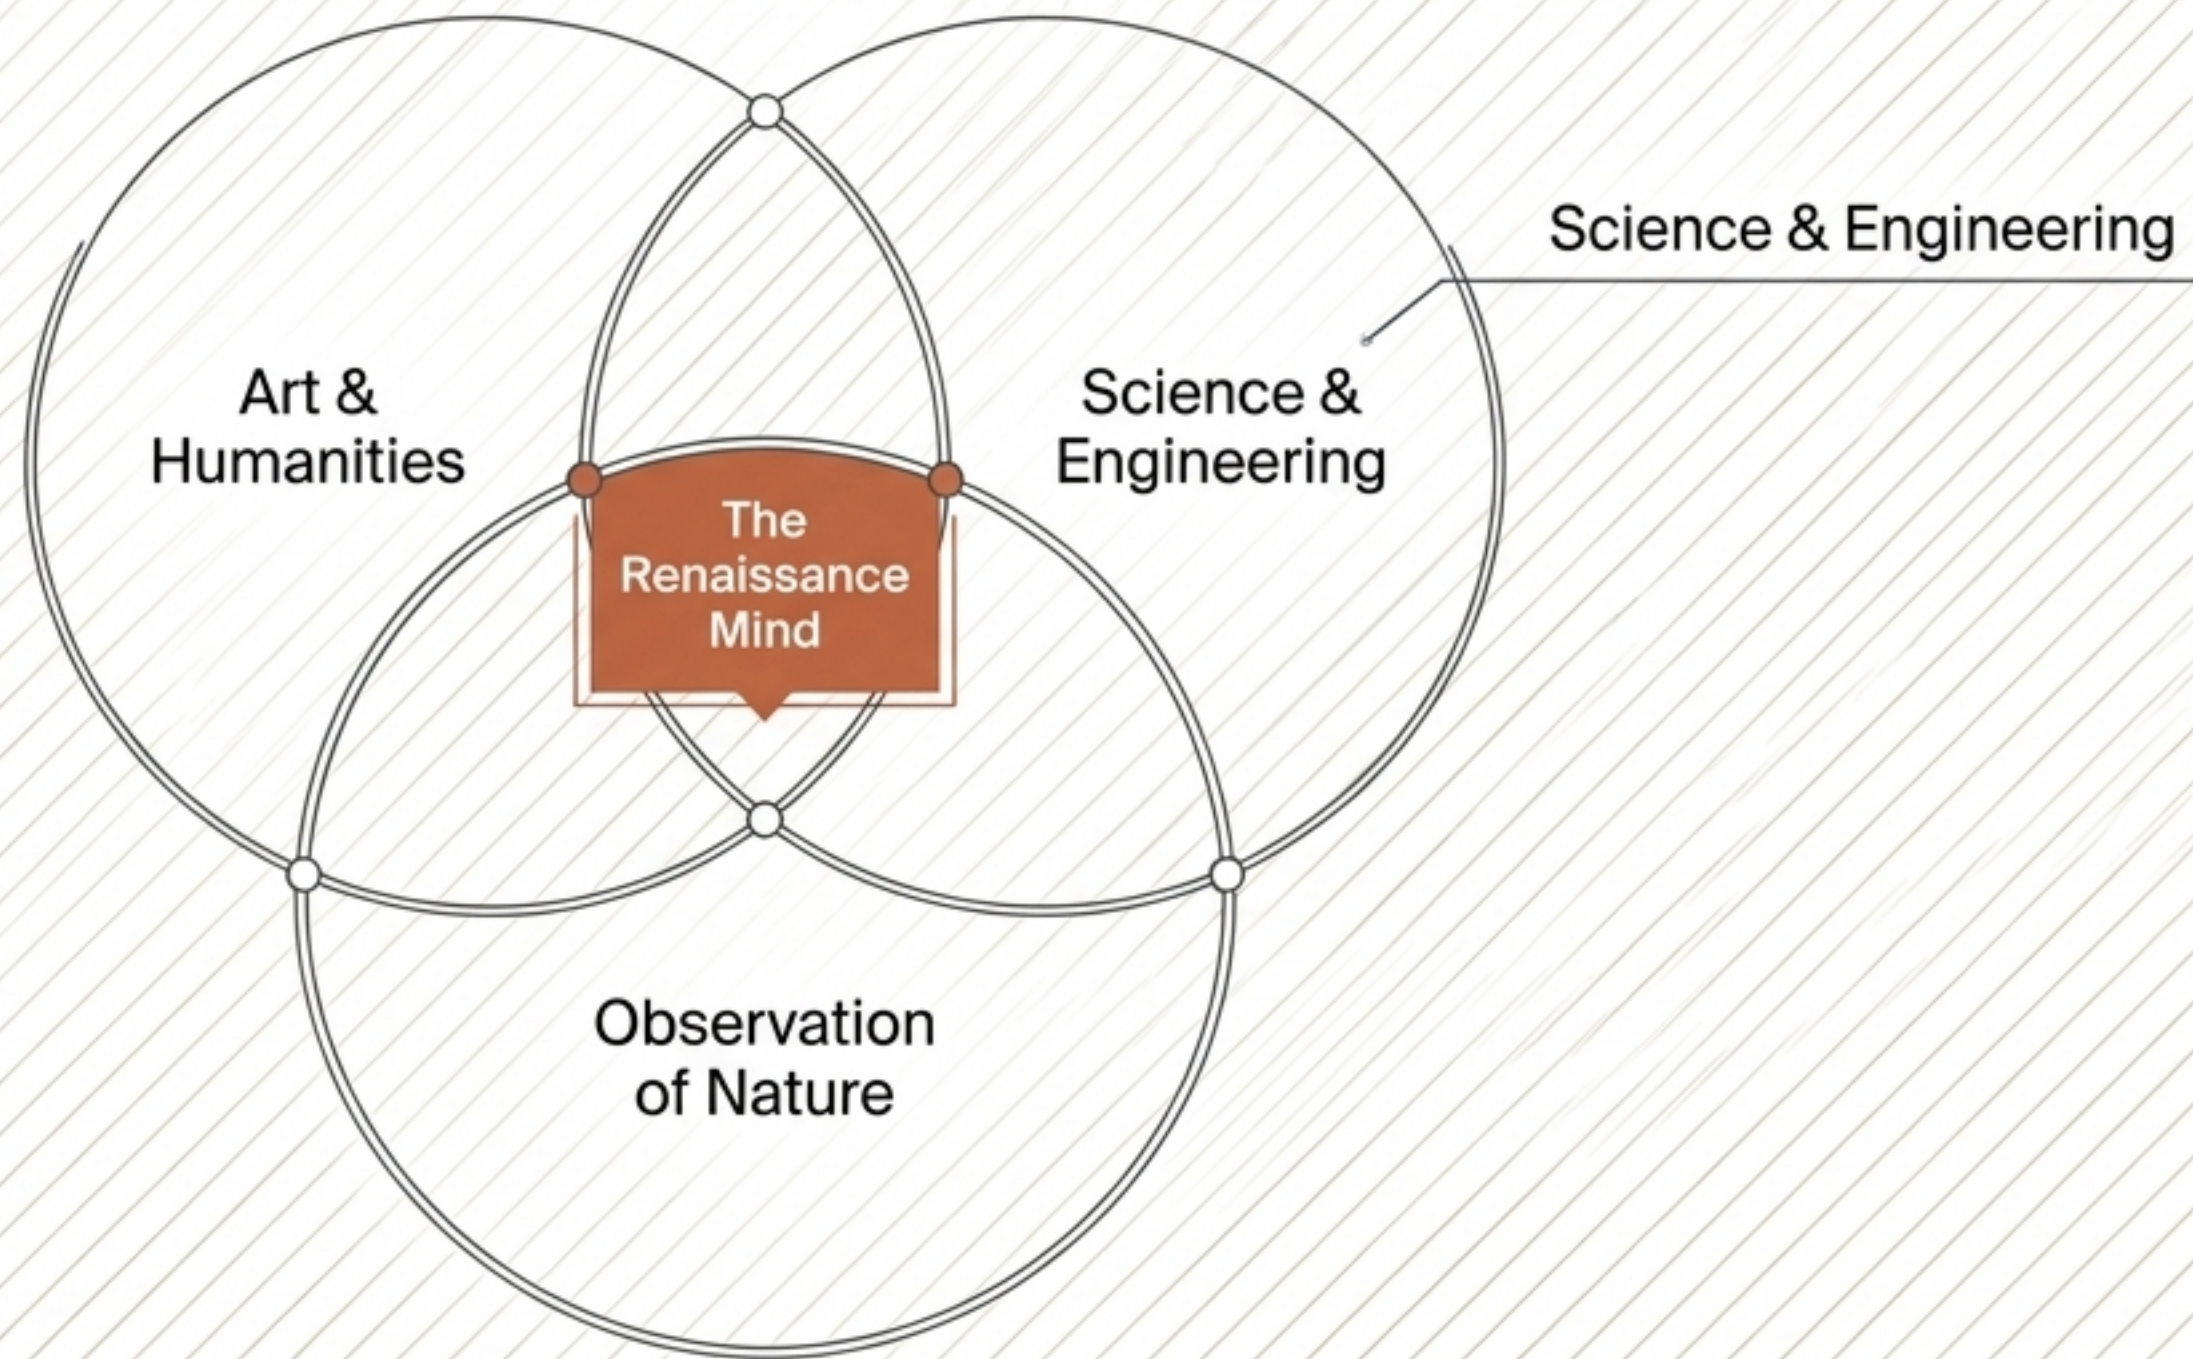 Science & Engineering
Art &
Humanities
Science &
Engineering
The
Renaissance
Mind
Observation
of Nature